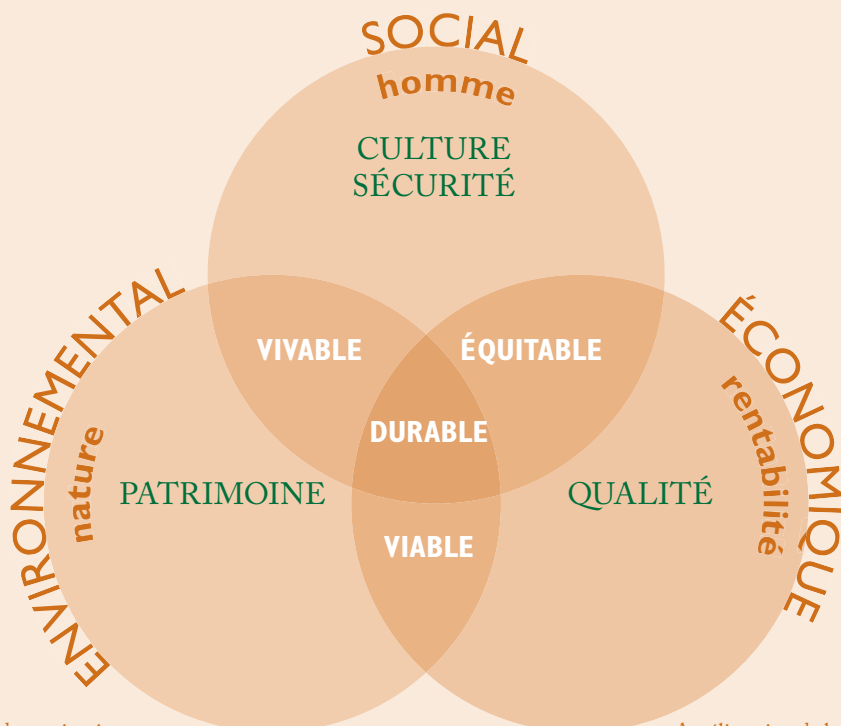 SOCIAL
homme
CULTURE
SÉCURITÉ
ENVIRONNEMENTAL
nature
ÉCONOMIQUE
rentabilité
VIVABLE
ÉQUITABLE
DURABLE
PATRIMOINE
QUALITÉ
VIABLE